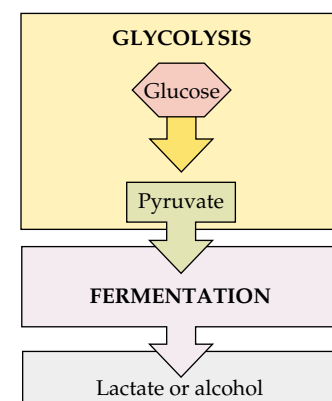 GLYCOLYSIS
Glucose
Pyruvate
FERMENTATION
Lactate or alcohol